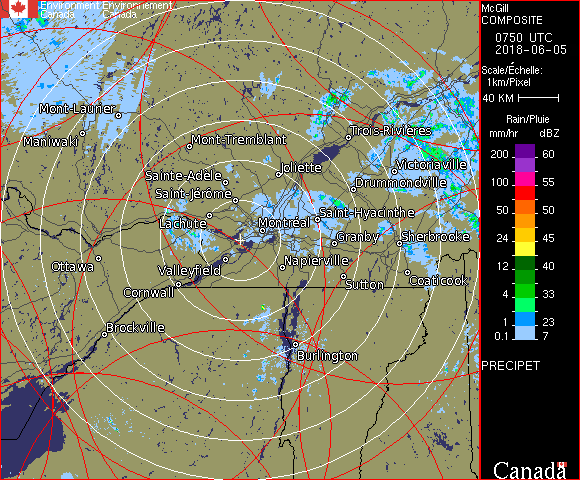 Environment Environnement
Canada Canada
McGill
COMPOSITE
0750 UTC
2018-06-05
Scale/Échelle:
1km/Pixel
40 KM
Rain/Pluie
mm/hr dBZ
200 60
100 55
50 50
24 45
12 40
4 33
1 23
0.1 7
PRECIPET
Canada
Mont-Laurier
Maniwaki
Mont-Tremblant
Trois-Rivières
Joliette
Victoriaville
Sainte-Adèle
Drummondville
Saint-Jérôme
Saint-Hyacinthe
Lachute
Montréal
Granby
Sherbrooke
Ottawa
Valleyfield
Napierville
Cornwall
Sutton
Coaticook
Brockville
Burlington